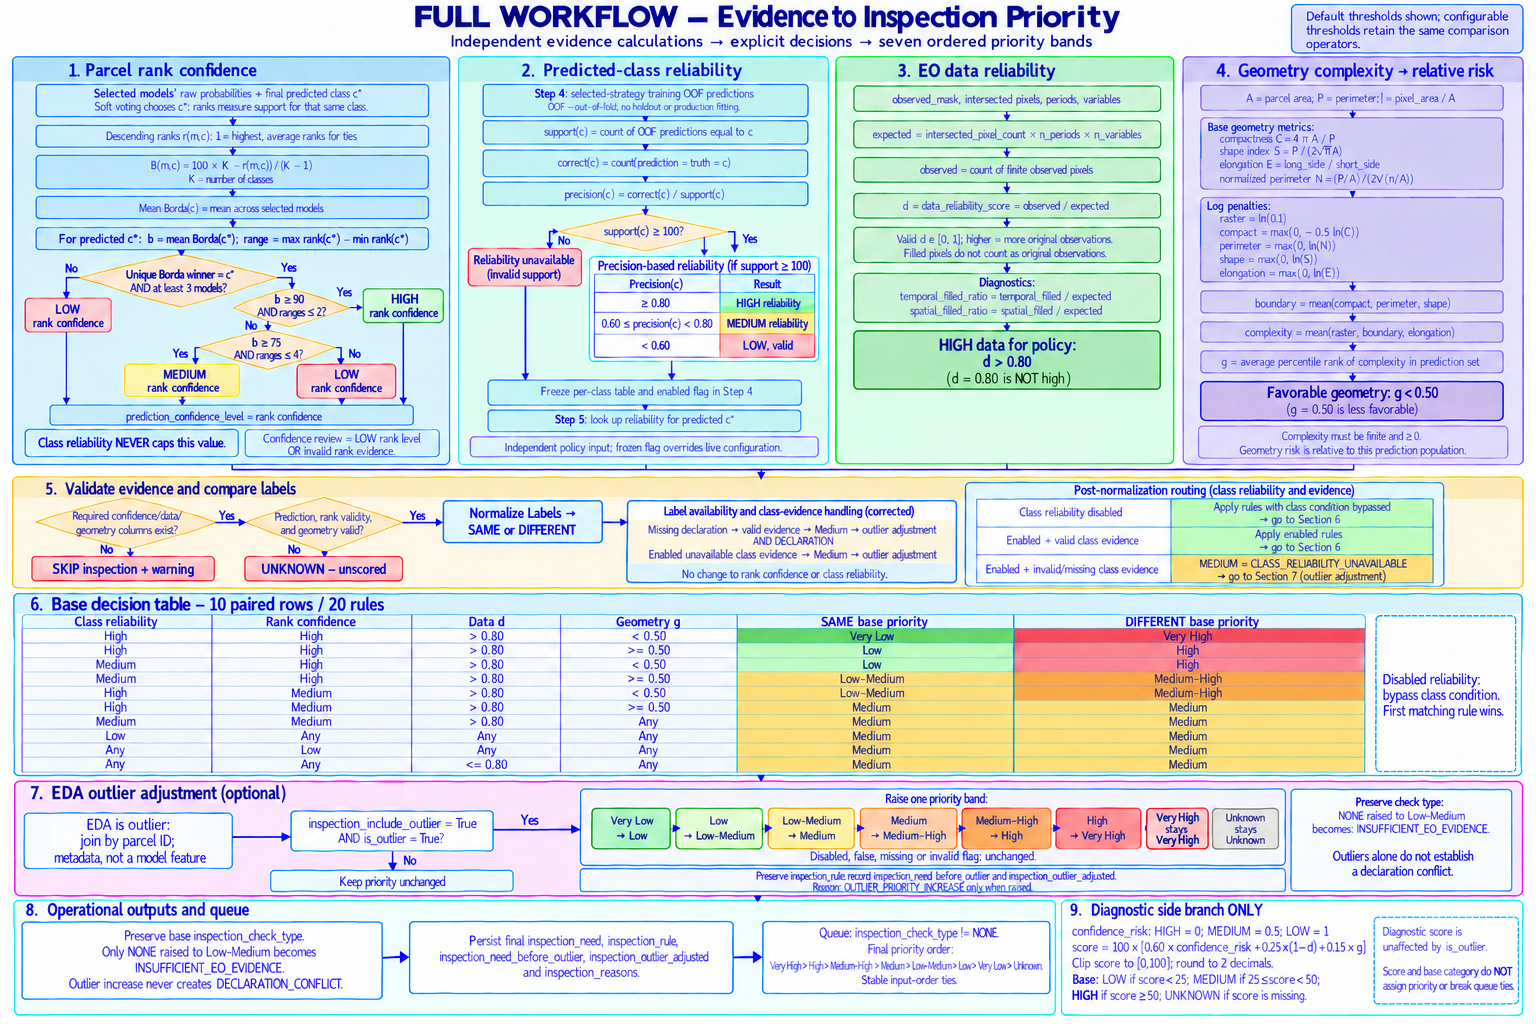 FULL WORKFLOW — Evidence to Inspection Priority
Independent evidence calculations → explicit decisions → seven ordered priority bands
Default thresholds shown; configurable
thresholds retain the same comparison
operators.
1. Parcel rank confidence
Selected models' raw probabilities + final predicted class c*
Soft voting chooses c*: ranks measure support for that same class.
Descending ranks r(m,c): 1 = highest, average ranks for ties
B(m,c) = 100 × K − r(m,c))/(K − 1)
K = number of classes
Mean Borda(c) = mean across selected models
For predicted c*: b = mean Borda(c*); range = max rank(c*) − min rank(c*)
Unique Borda winner = c*
AND at least 3 models?
No
Yes
LOW
rank confidence
b ≥ 90
AND ranges ≤ 2?
Yes
HIGH
rank confidence
No
b ≥ 75
AND ranges ≤ 4?
Yes
No
MEDIUM
rank confidence
LOW
rank confidence
prediction_confidence_level = rank confidence
Class reliability NEVER caps this value.
Confidence review = LOW rank level
OR invalid rank evidence.
2. Predicted-class reliability
Step 4: selected-strategy training OOF predictions
OOF – out-of-fold; no holdout or production fitting.
support(c) = count of OOF predictions equal to c
correct(c) = count(prediction = truth = c)
precision(c) = correct(c) / support(c)
support(c) ≥ 100?
No
Yes
Reliability unavailable
(invalid support)
Precision-based reliability (if support ≥ 100)
Precision(c) Result
≥ 0.80 HIGH reliability
0.60 ≤ precision(c) < 0.80 MEDIUM reliability
< 0.60 LOW, valid
Freeze per-class table and enabled flag in Step 4
Step 5: look up reliability for predicted c*
Independent policy input; frozen flag overrides live configuration.
3. EO data reliability
observed_mask, intersected pixels, periods, variables
expected = intersected_pixel_count × n_periods × n_variables
observed = count of finite observed pixels
d = data_reliability_score = observed / expected
Valid d e [0, 1]; higher = more original observations.
Filled pixels do not count as original observations.
Diagnostics:
temporal_filled_ratio = temporal_filled / expected
spatial_filled_ratio = spatial_filled / expected
HIGH data for policy:
d > 0.80
(d = 0.80 is NOT high)
4. Geometry complexity → relative risk
A = parcel area; P = perimeter; | = pixel_area / A
Base geometry metrics:
compactness C = 4 π A / P
shape index S = P / (2√πA)
elongation E = long_side / short_side
normalized perimeter N = (P/A) / (2V(n/A))
Log penalties:
raster = ln(0.1)
compact = max(0, − 0.5 ln(C))
perimeter = max(0, ln(N))
shape = max(0, ln(S))
elongation = max(0, ln(E))
boundary = mean(compact, perimeter, shape)
complexity = mean(raster, boundary, elongation)
g = average percentile rank of complexity in prediction set
Favorable geometry: g < 0.50
(g = 0.50 is less favorable)
Complexity must be finite and ≥ 0.
Geometry risk is relative to this prediction population.
5. Validate evidence and compare labels
Required confidence/data/
geometry columns exist?
Yes
No
SKIP inspection + warning
Prediction, rank validity,
and geometry valid?
Yes
No
UNKNOWN – unscored
Normalize Labels →
SAME or DIFFERENT
Label availability and class-evidence handling (corrected)
Missing declaration → valid evidence → Medium → outlier adjustment
AND DECLARATION
Enabled unavailable class evidence → Medium → outlier adjustment
No change to rank confidence or class reliability.
Post-normalization routing (class reliability and evidence)
Class reliability disabled Apply rules with class condition bypassed
→ go to Section 6
Enabled + valid class evidence Apply enabled rules
→ go to Section 6
Enabled + invalid/missing class evidence MEDIUM = CLASS_RELIABILITY_UNAVAILABLE
→ go to Section 7 (outlier adjustment)
6. Base decision table – 10 paired rows / 20 rules
Class reliability Rank confidence Data d Geometry g SAME base priority DIFFERENT base priority
High High > 0.80 < 0.50 Very Low Very High
High High > 0.80 >= 0.50 Low High
Medium High > 0.80 < 0.50 Low High
Medium High > 0.80 >= 0.50 Low–Medium Medium–High
High Medium > 0.80 < 0.50 Low–Medium Medium–High
High Medium > 0.80 >= 0.50 Medium Medium
Medium Medium > 0.80 Any Medium Medium
Low Any Any Any Medium Medium
Any Low Any Any Medium Medium
Any Any <= 0.80 Any Medium Medium
Disabled reliability:
bypass class condition.
First matching rule wins.
7. EDA outlier adjustment (optional)
EDA is outlier:
join by parcel ID;
metadata, not a model feature
inspection_include_outlier = True
AND is_outlier = True?
Yes
No
Keep priority unchanged
Raise one priority band:
Very Low
→ Low
Low
→ Low-Medium
Low-Medium
→ Medium
Medium
→ Medium-High
Medium-High
→ High
High
→ Very High
Very High
stays
Very High
Unknown
stays
Unknown
Disabled, false, missing or invalid flag; unchanged.
Preserve inspection_rule; record inspection_need_before_outlier and inspection_outlier_adjusted.
Reason: OUTLIER_PRIORITY_INCREASE only when raised.
Preserve check type:
NONE raised to Low-Medium
becomes: INSUFFICIENT_EO_EVIDENCE.
Outliers alone do not establish
a declaration conflict.
8. Operational outputs and queue
Preserve base inspection_check_type.
Only NONE raised to Low–Medium becomes
INSUFFICIENT_EO_EVIDENCE.
Outlier increase never creates DECLARATION_CONFLICT.
Persist final inspection_need, inspection_rule,
inspection_need_before_outlier, inspection_outlier_adjusted
and inspection_reasons.
Queue: inspection_check_type != NONE.
Final priority order:
Very High > High > Medium-High > Medium > Low-Medium > Low > Very Low > Unknown.
Stable input-order ties.
9. Diagnostic side branch ONLY
confidence_risk: HIGH = 0; MEDIUM = 0.5; LOW = 1
score = 100 × [0.60 × confidence_risk + 0.25 x (1−d) + 0.15 x g]
Clip score to [0,100]; round to 2 decimals.
Base: LOW if score < 25; MEDIUM if 25 ≤ score < 50;
HIGH if score ≥ 50; UNKNOWN if score is missing.
Diagnostic score is
unaffected by is_outlier.
Score and base category do NOT
assign priority or break queue ties.